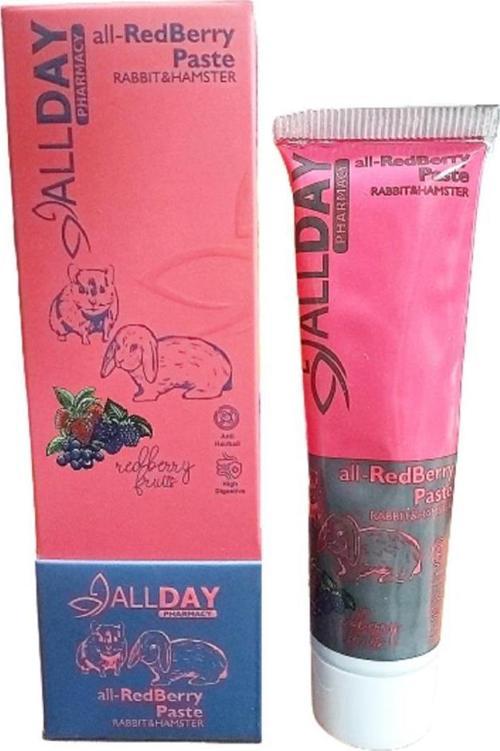 ALLDAY
PHARMACY
all-RedBerry
Paste
RABBIT&HAMSTER
redberry
fruits
Anti
Hairball
High
Digestive
ALLDAY
PHARMACY
all-RedBerry
Paste
RABBIT&HAMSTER
ALLDAY
PHARMACY
all-RedBerry
Paste
RABBIT&HAMSTER
all-RedBerry
Paste
RABBIT&HAMSTER
redberry